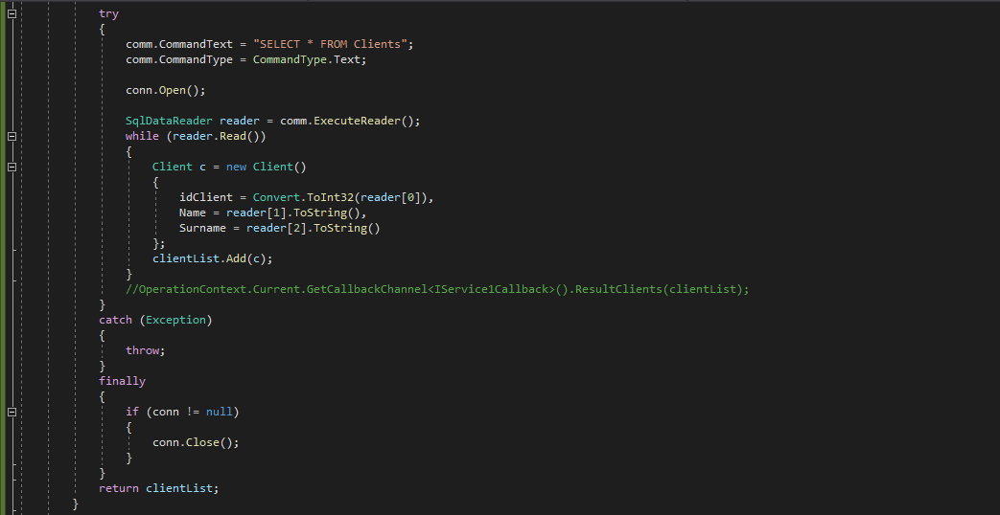 try
{
comm.CommandText = "SELECT * FROM Clients";
comm.CommandType = CommandType.Text;
conn.Open();
SqlDataReader reader = comm.ExecuteReader();
while (reader.Read())
{
Client c = new Client()
{
idClient = Convert.ToInt32(reader[0]),
Name = reader[1].ToString(),
Surname = reader[2].ToString()
};
clientList.Add(c);
}
//OperationContext.Current.GetCallbackChannel<IService1Callback>().ResultClients(clientList);
}
catch (Exception)
{
throw;
}
finally
{
if (conn != null)
{
conn.Close();
}
}
return clientList;
}